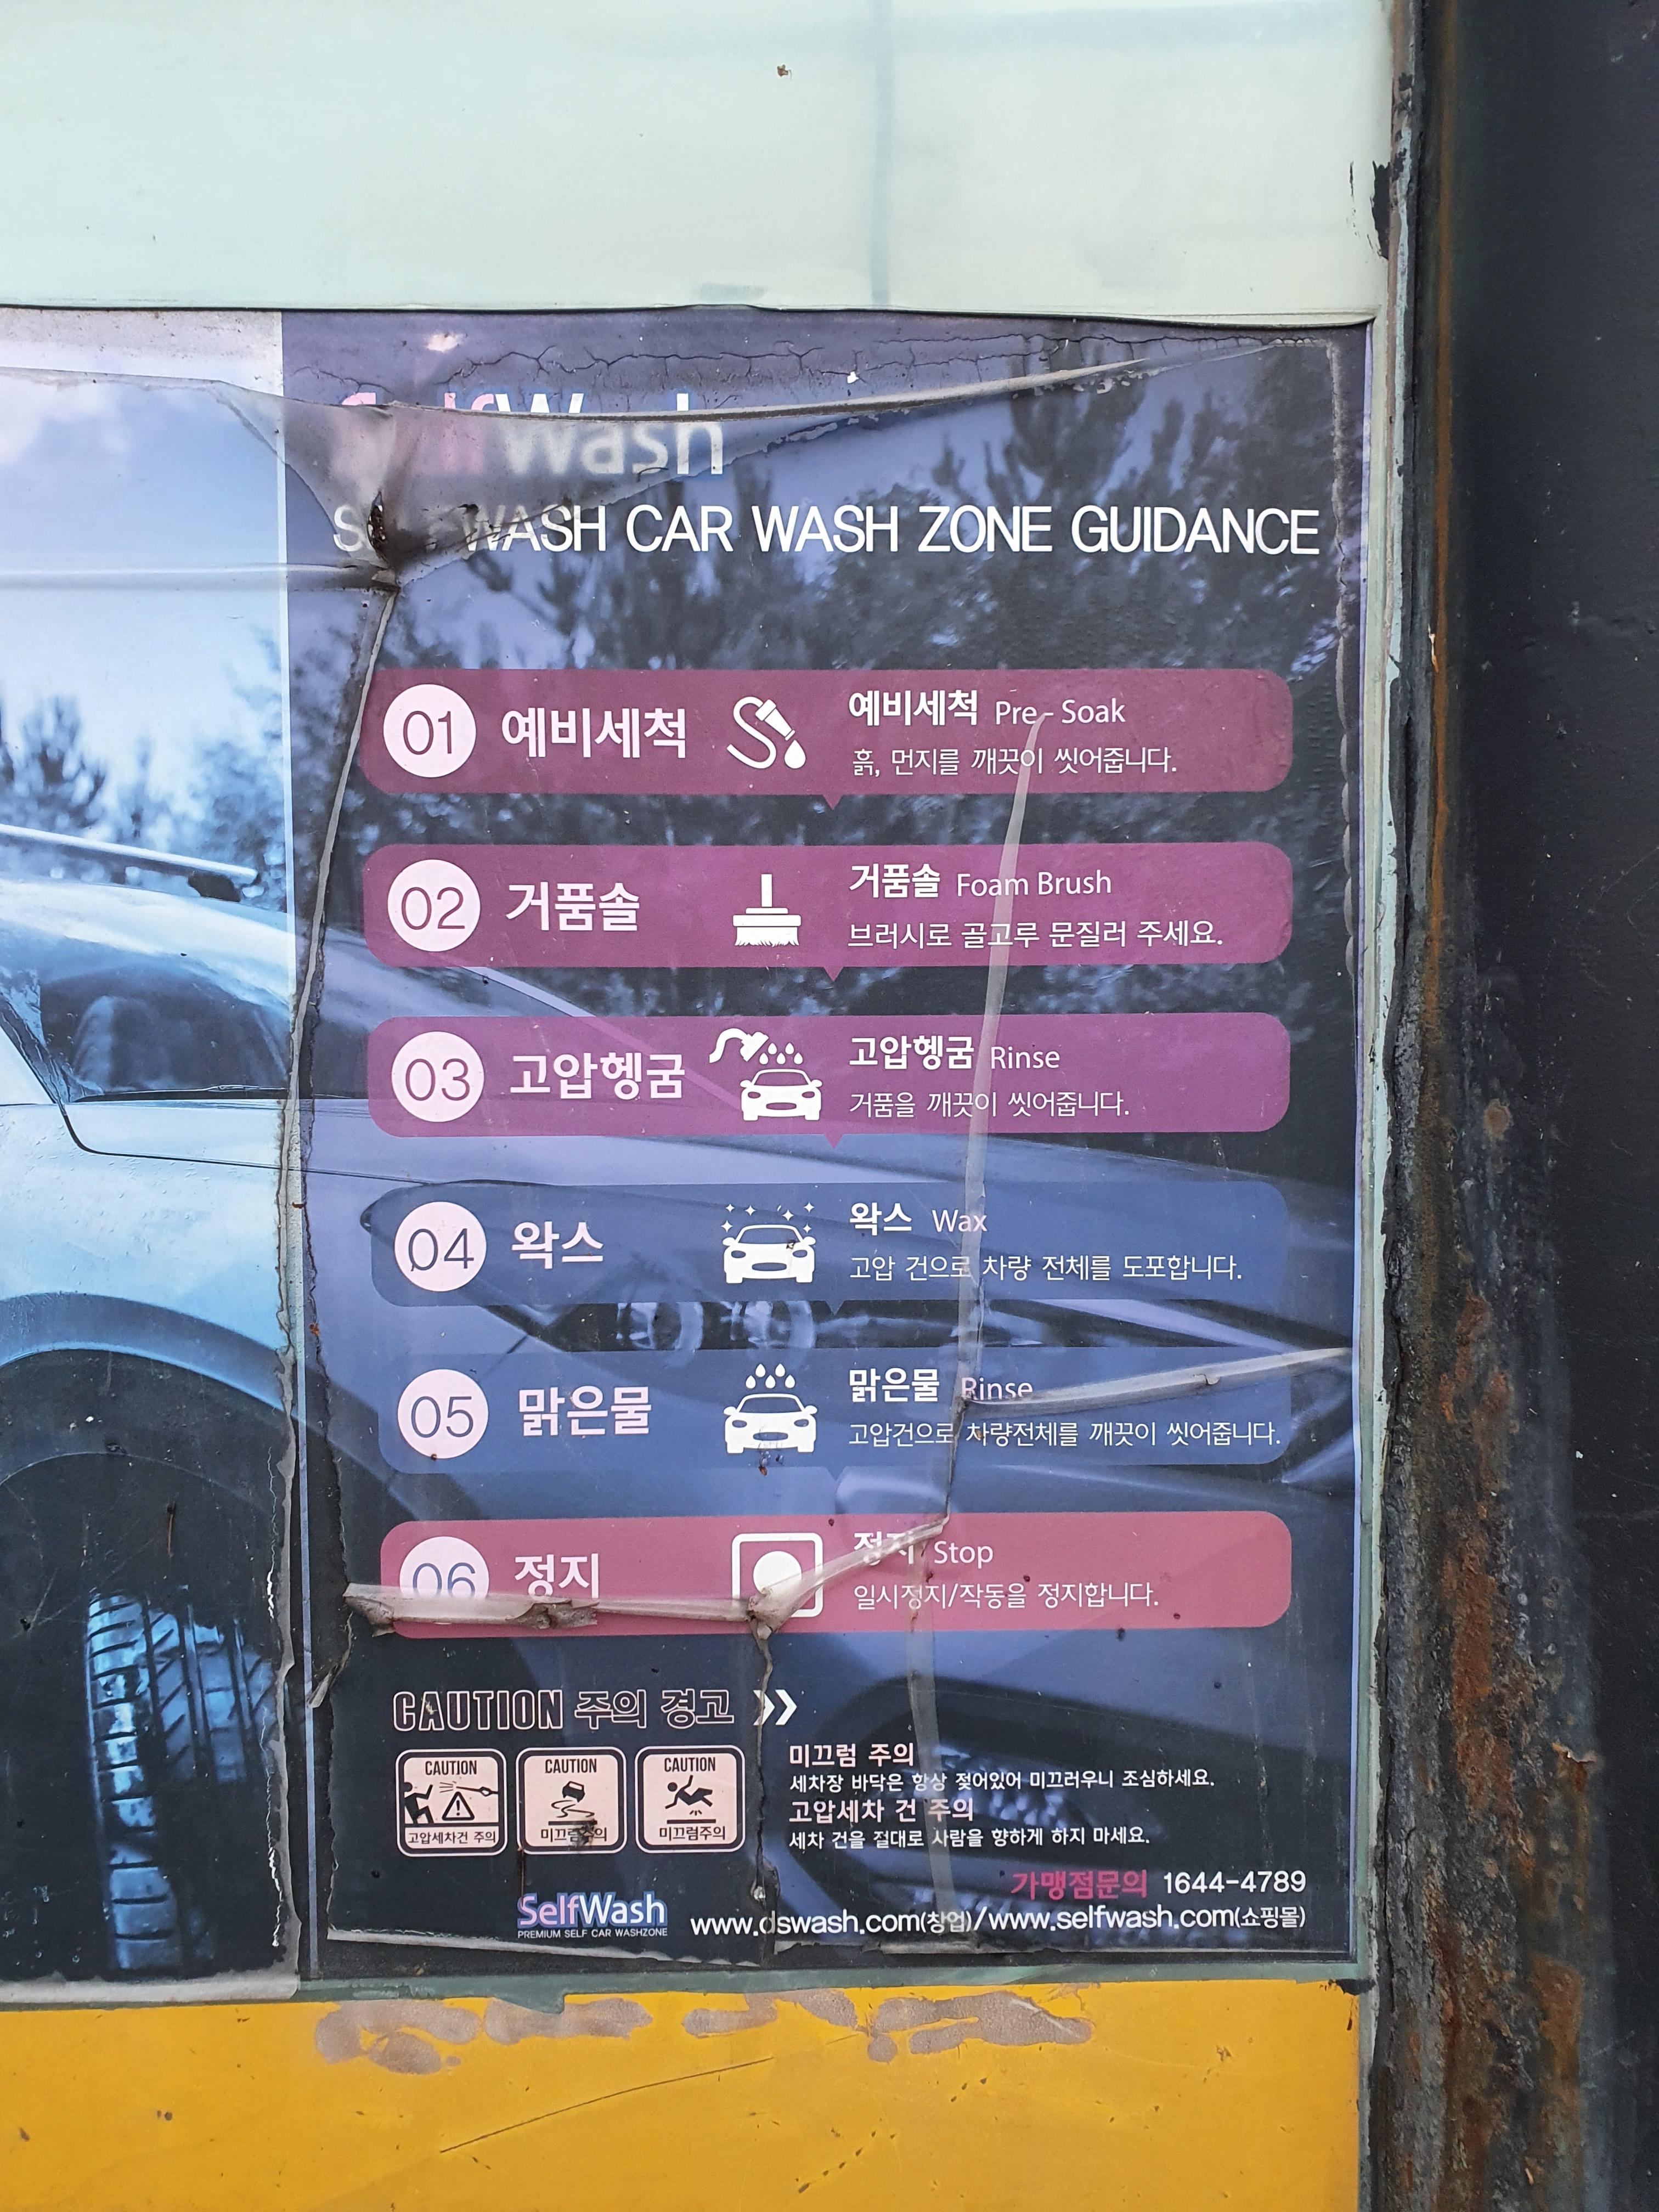 SelfWash
WASH CAR WASH ZONE GUIDANCE
01 예비세척
예비세척 Pre-Soak
흙, 먼지를 깨끗이 씻어줍니다.
02 거품솔
거품솔 Foam Brush
브러시로 골고루 문질러 주세요.
03 고압헹굼
고압헹굼 Rinse
거품을 깨끗이 씻어줍니다.
04 왁스
왁스 Wax
고압 건으로 차량 전체를 도포합니다.
05 맑은물
맑은물 Rinse
고압건으로 차량전체를 깨끗이 씻어줍니다.
06 정지
정지 Stop
일시정지/작동을 정지합니다.
CAUTION 주의 경고 »
CAUTION
고압세차건 주의
CAUTION
미끄럼주의
CAUTION
미끄럼주의
미끄럼 주의
세차장 바닥은 항상 젖어있어 미끄러우니 조심하세요.
고압세차 건 주의
세차 건을 절대로 사람을 향하게 하지 마세요.
가맹점문의 1644-4789
SelfWash
PREMIUM SELF CAR WASHZONE
www.dswash.com(창업)/www.selfwash.com(쇼핑몰)